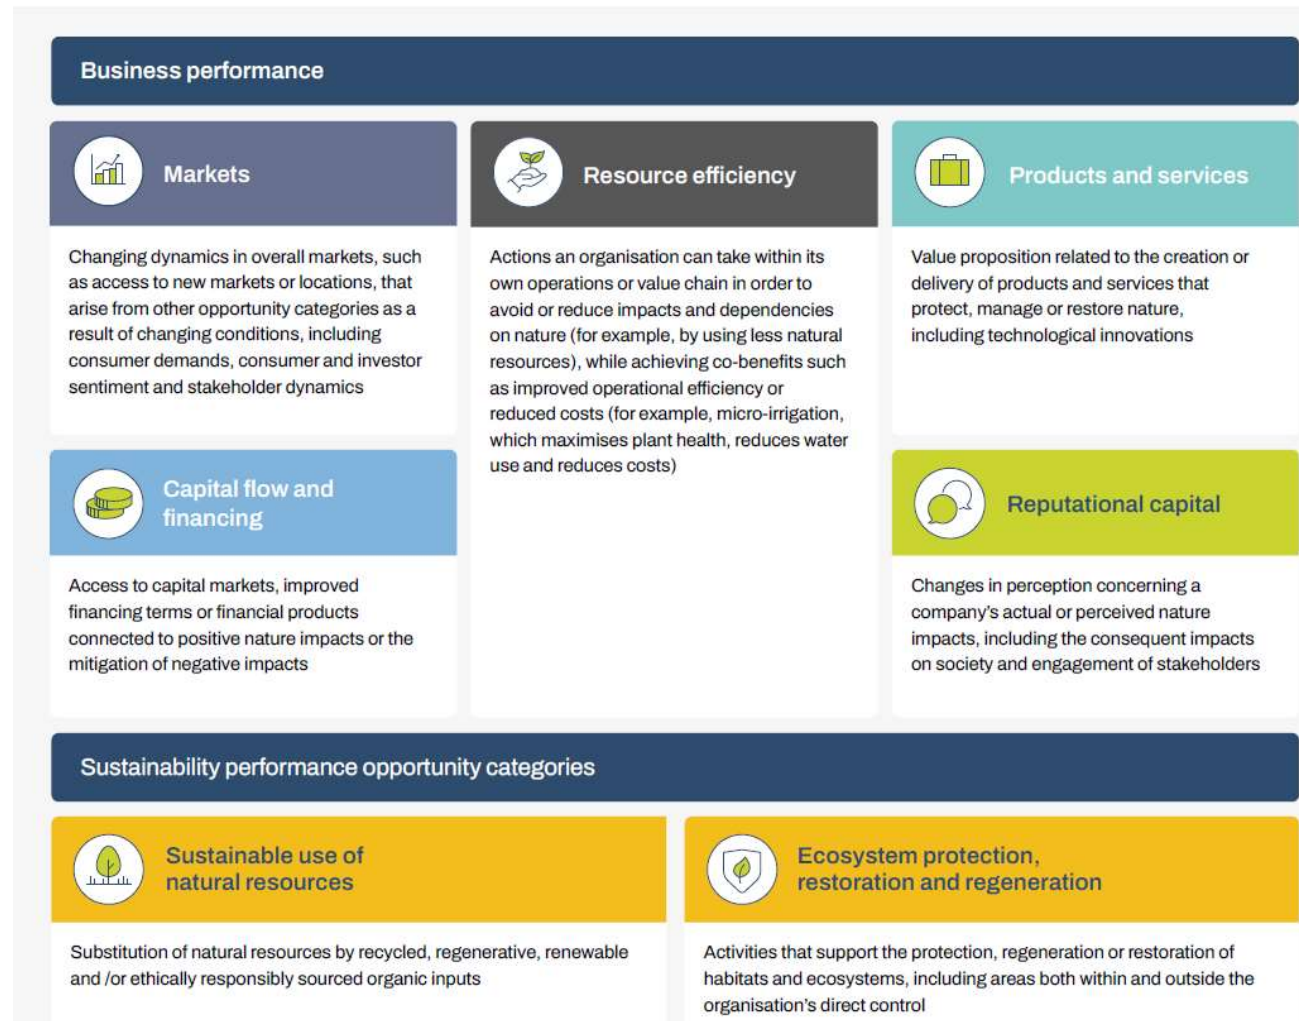 Business performance
Markets
Changing dynamics in overall markets, such
as access to new markets or locations, that
arise from other opportunity categories as a
result of changing conditions, including
consumer demands, consumer and investor
sentiment and stakeholder dynamics
Resource efficiency
Actions an organisation can take within its
own operations or value chain in order to
avoid or reduce impacts and dependencies
on nature (for example, by using less natural
resources), while achieving co-benefits such
as improved operational efficiency or
reduced costs (for example, micro-irrigation,
which maximises plant health, reduces water
use and reduces costs)
Products and services
Value proposition related to the creation or
delivery of products and services that
protect, manage or restore nature,
including technological innovations
Capital flow and
financing
Access to capital markets, improved
financing terms or financial products
connected to positive nature impacts or the
mitigation of negative impacts
Reputational capital
Changes in perception concerning a
company's actual or perceived nature
impacts, including the consequent impacts
on society and engagement of stakeholders
Sustainability performance opportunity categories
Sustainable use of
natural resources
Substitution of natural resources by recycled, regenerative, renewable
and /or ethically responsibly sourced organic inputs
Ecosystem protection,
restoration and regeneration
Activities that support the protection, regeneration or restoration of
habitats and ecosystems, including areas both within and outside the
organisation's direct control